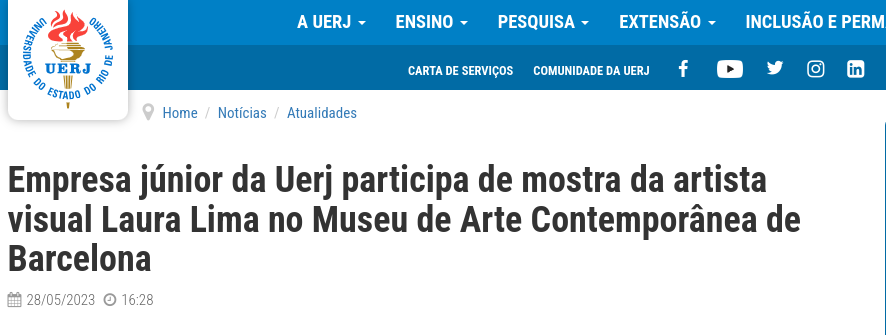 A UERJ ENSINO PESQUISA EXTENSÃO INCLUSÃO E PERM
UNIVERSIDADE DO ESTADO DO RIO DE JANEIRO
UERJ
CARTA DE SERVIÇOS COMUNIDADE DA UERJ
Home / Notícias / Atualidades
Empresa júnior da Uerj participa de mostra da artista
visual Laura Lima no Museu de Arte Contemporânea de
Barcelona
28/05/2023 16:28